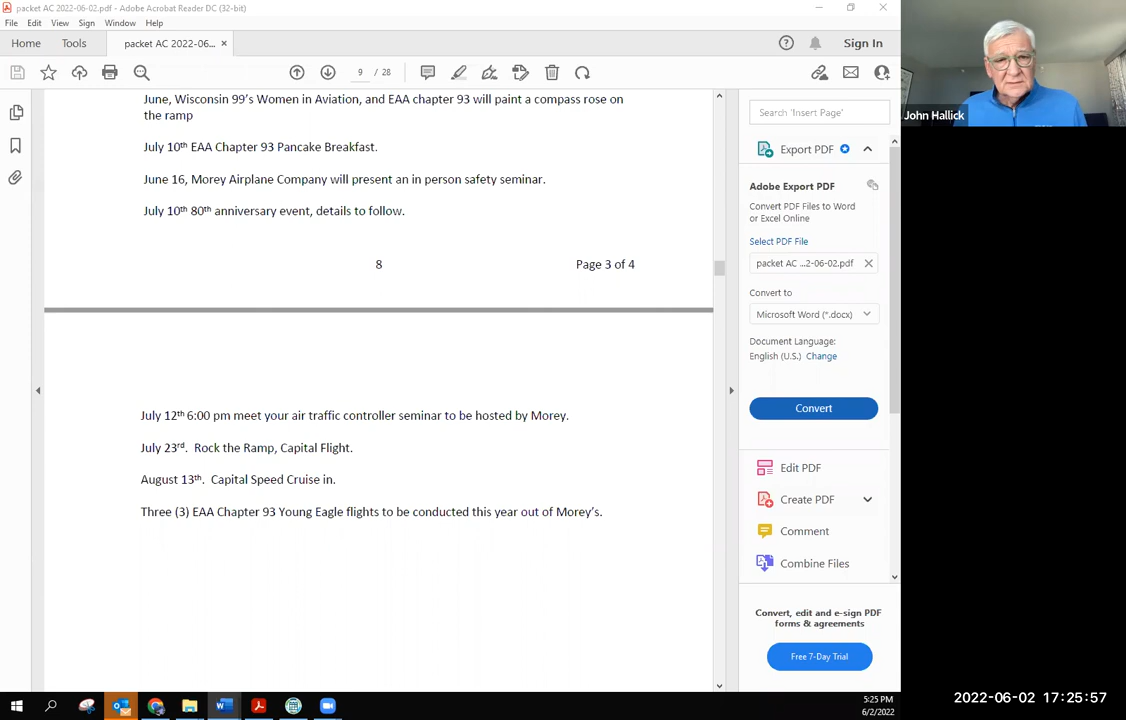 packet AC 2022-06-02.pdf - Adobe Acrobat Reader DC (32-bit)
File Edit View Sign Window Help
Home Tools packet AC 2022-06... × Sign In
9 / 28
June, Wisconsin 99's Women in Aviation, and EAA chapter 93 will paint a compass rose on
the ramp
July 10th EAA Chapter 93 Pancake Breakfast.
June 16, Morey Airplane Company will present an in person safety seminar.
July 10th 80th anniversary event, details to follow.
8 Page 3 of 4
July 12th 6:00 pm meet your air traffic controller seminar to be hosted by Morey.
July 23rd. Rock the Ramp, Capital Flight.
August 13th. Capital Speed Cruise in.
Three (3) EAA Chapter 93 Young Eagle flights to be conducted this year out of Morey's.
Search 'Insert Page'
Export PDF
Adobe Export PDF
Convert PDF Files to Word
or Excel Online
Select PDF File
packet AC ...2-06-02.pdf
Convert to
Microsoft Word (*.docx)
Document Language:
English (U.S.) Change
Convert
Edit PDF
Create PDF
Comment
Combine Files
Convert, edit and e-sign PDF
forms & agreements
Free 7-Day Trial
John Hallick
5:25 PM
6/2/2022
2022-06-02 17:25:57